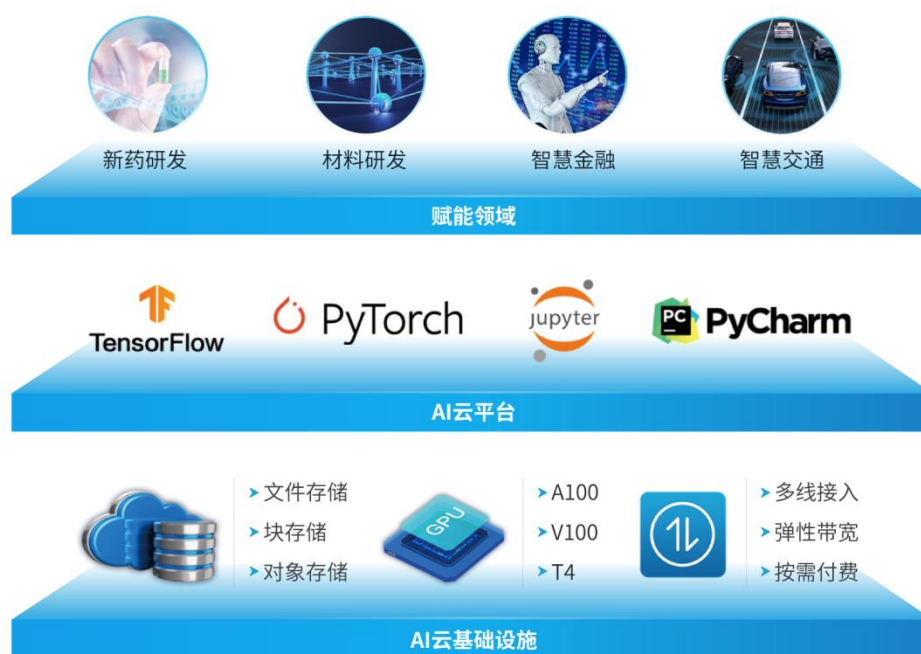 新药研发
材料研发
智慧金融
智慧交通
赋能领域
TensorFlow
PyTorch
jupyter
PC PyCharm
AI云平台
文件存储
块存储
对象存储
GPU
A100
V100
T4
多线接入
弹性带宽
按需付费
AI云基础设施